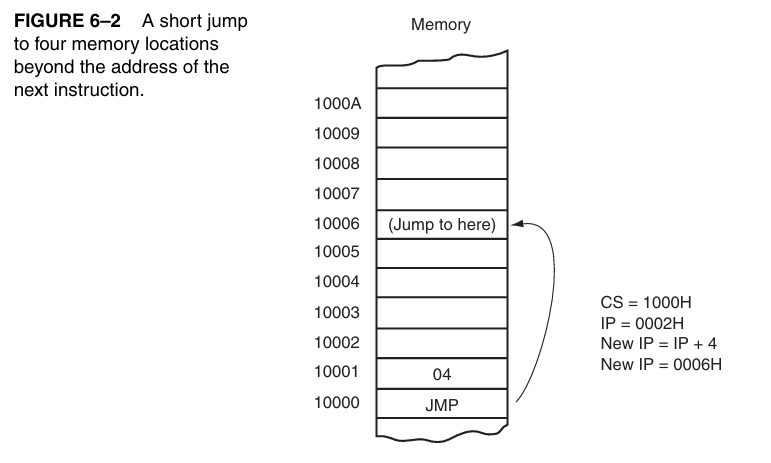 FIGURE 6–2 A short jump
to four memory locations
beyond the address of the
next instruction.
Memory
1000A
10009
10008
10007
10006 (Jump to here)
10005
10004
10003
10002
10001 04
10000 JMP
CS = 1000H
IP = 0002H
New IP = IP + 4
New IP = 0006H